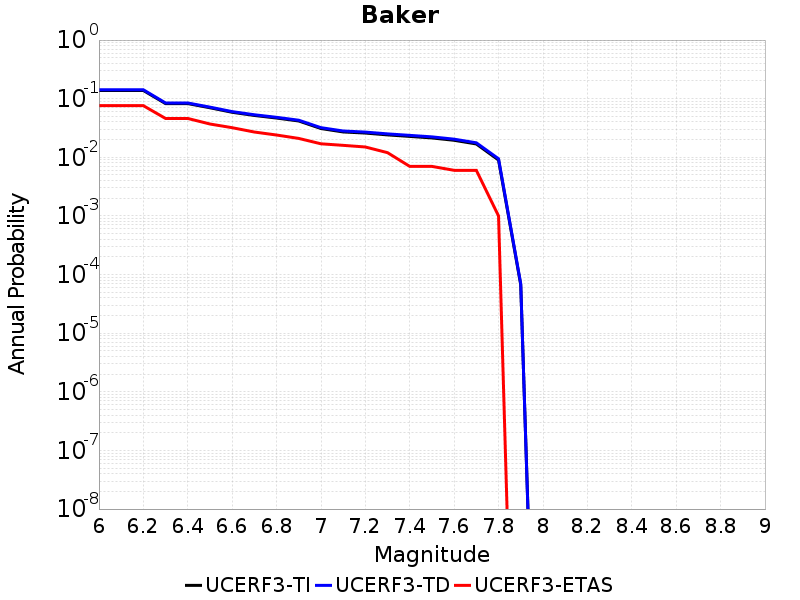 Baker
Annual Probability
10^0
10^-1
10^-2
10^-3
10^-4
10^-5
10^-6
10^-7
10^-8
6 6.2 6.4 6.6 6.8 7 7.2 7.4 7.6 7.8 8 8.2 8.4 8.6 8.8 9
Magnitude
UCERF3-TI UCERF3-TD UCERF3-ETAS